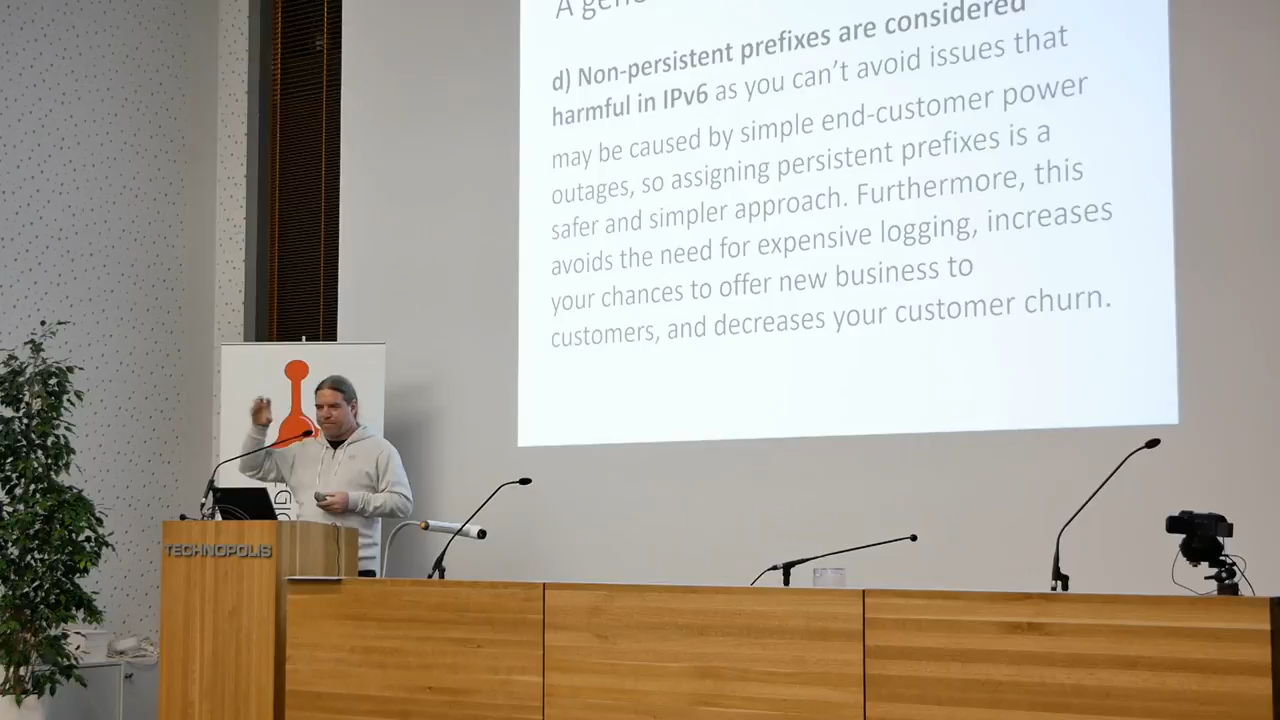 A gene
d) Non-persistent prefixes are considered
harmful in IPv6 as you can't avoid issues that
may be caused by simple end-customer power
outages, so assigning persistent prefixes is a
safer and simpler approach. Furthermore, this
avoids the need for expensive logging, increases
your chances to offer new business to
customers, and decreases your customer churn.
TECHNOPOLIS